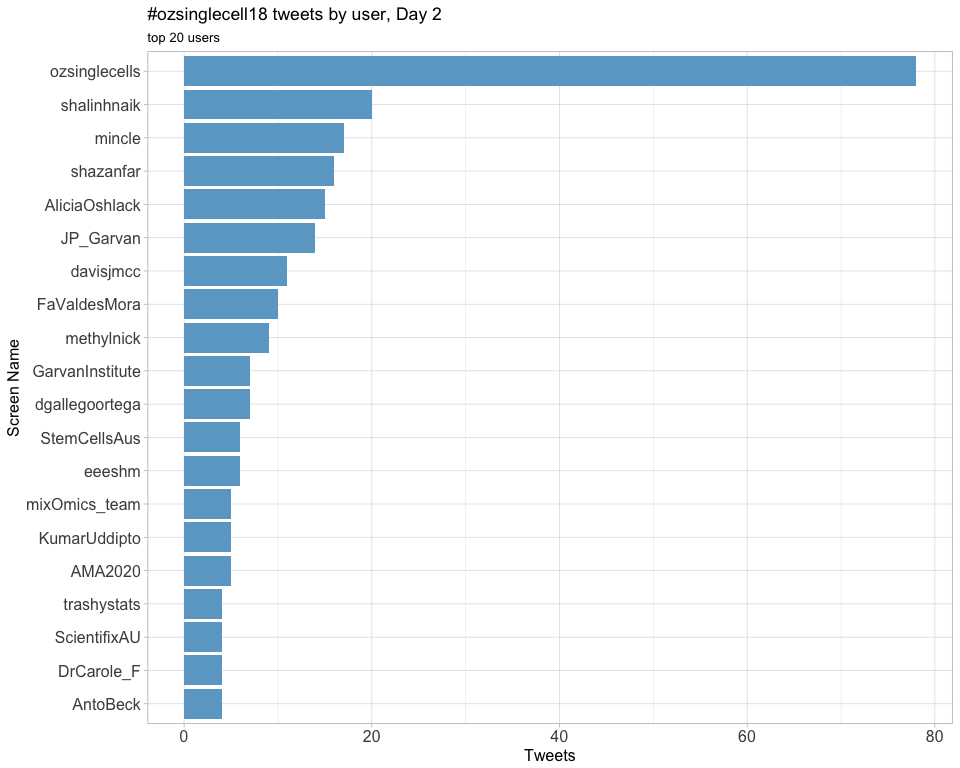 #ozsinglecell18 tweets by user, Day 2
top 20 users
Screen Name
ozsinglecells
shalinhnaik
mincle
shazanfar
AliciaOshlack
JP_Garvan
davisjmcc
FaValdesMora
methylnick
GarvanInstitute
dgallegoortega
StemCellsAus
eeeshm
mixOmics_team
KumarUddipto
AMA2020
trashystats
ScientifixAU
DrCarole_F
AntoBeck
0 20 40 60 80
Tweets